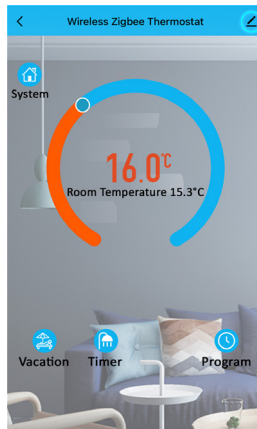 Wireless Zigbee Thermostat
System
16.0°C
Room Temperature 15.3°C
Vacation
Timer
Program